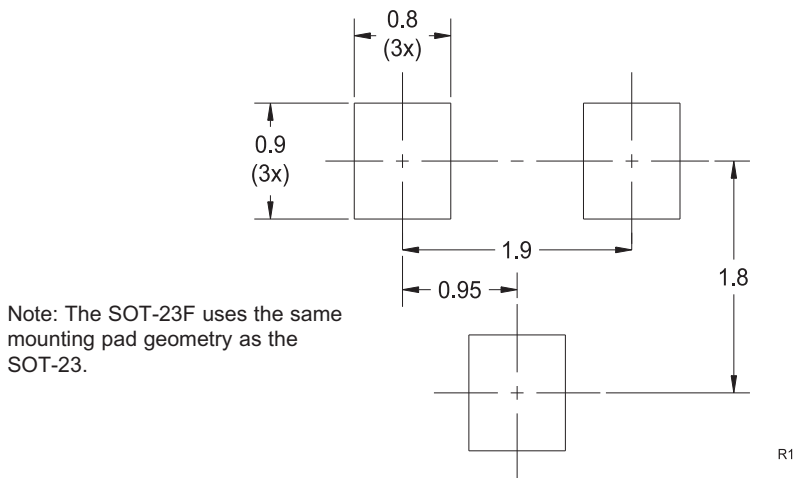 0.8
(3x)
0.9
(3x)
1.9
0.95
1.8
Note: The SOT-23F uses the same
mounting pad geometry as the
SOT-23.
R1